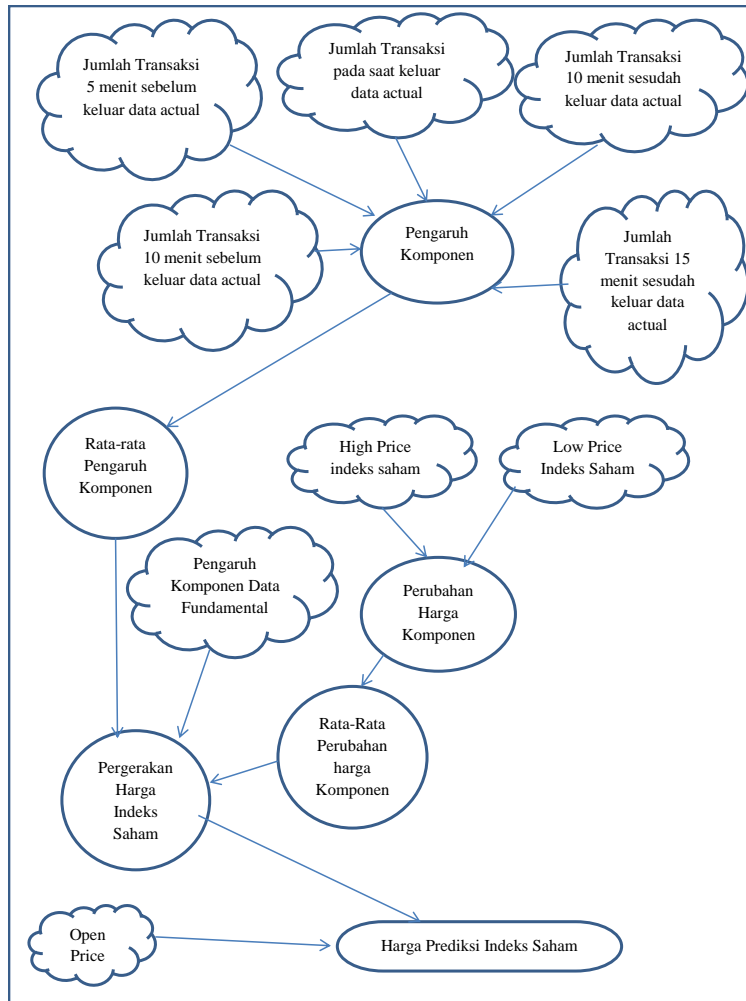 Jumlah Transaksi
5 menit sebelum
keluar data actual
Jumlah Transaksi
pada saat keluar
data actual
Jumlah Transaksi
10 menit sesudah
keluar data actual
Jumlah Transaksi
10 menit sebelum
keluar data actual
Pengaruh
Komponen
Jumlah
Transaksi 15
menit sesudah
keluar data
actual
Rata-rata
Pengaruh
Komponen
High Price
indeks saham
Low Price
Indeks Saham
Pengaruh
Komponen Data
Fundamental
Perubahan
Harga
Komponen
Rata-Rata
Perubahan
harga
Komponen
Pergerakan
Harga
Indeks
Saham
Open
Price
Harga Prediksi Indeks Saham